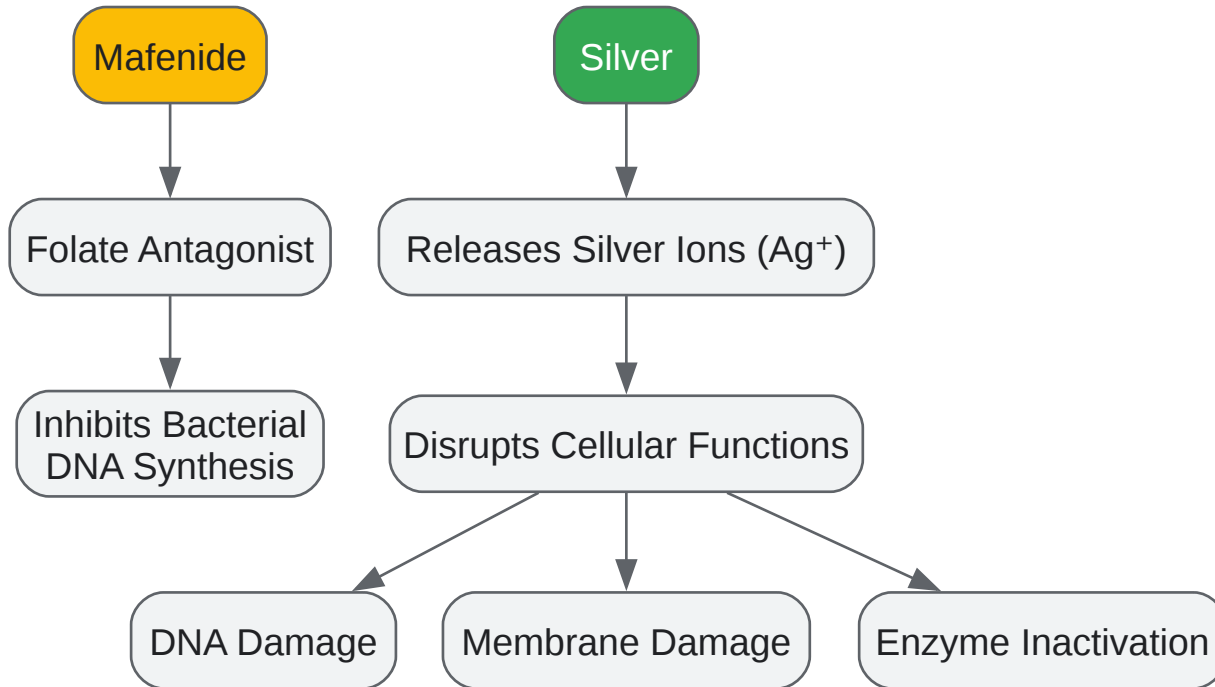 Mafenide
Silver
Folate Antagonist
Releases Silver Ions (Ag⁺)
Inhibits Bacterial
DNA Synthesis
Disrupts Cellular Functions
DNA Damage
Membrane Damage
Enzyme Inactivation